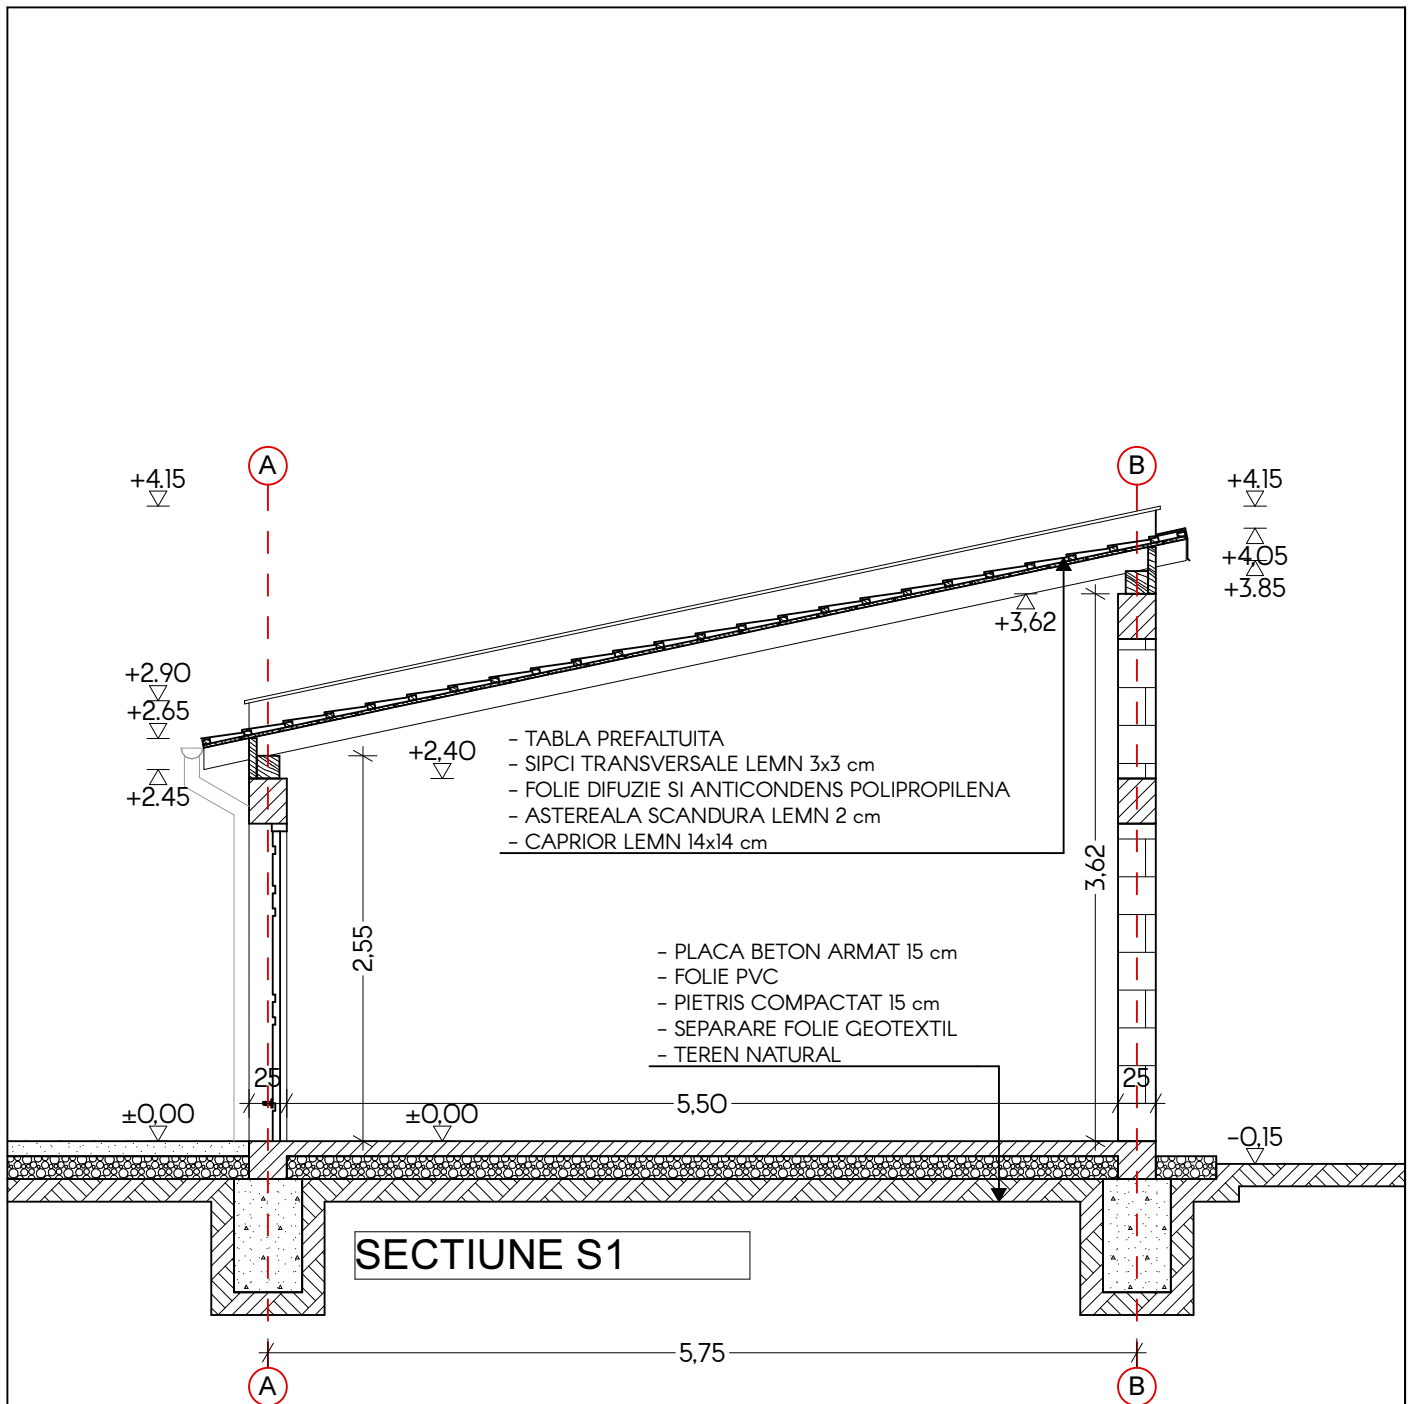 A
B
+4.15
+4.15
+4,05
+3.85
+3,62
+2.90
+2.65
+2,40
+2.45
- TABLA PREFALTUITA
- SIPCI TRANSVERSALE LEMN 3x3 cm
- FOLIE DIFUZIE SI ANTICONDENS POLIPROPILENA
- ASTEREALA SCANDURA LEMN 2 cm
- CAPRIOR LEMN 14x14 cm
3,62
2,55
- PLACA BETON ARMAT 15 cm
- FOLIE PVC
- PIETRIS COMPACTAT 15 cm
- SEPARARE FOLIE GEOTEXTIL
- TEREN NATURAL
25
5,50
25
±0,00
±0,00
-0,15
SECTIUNE S1
5,75
A
B